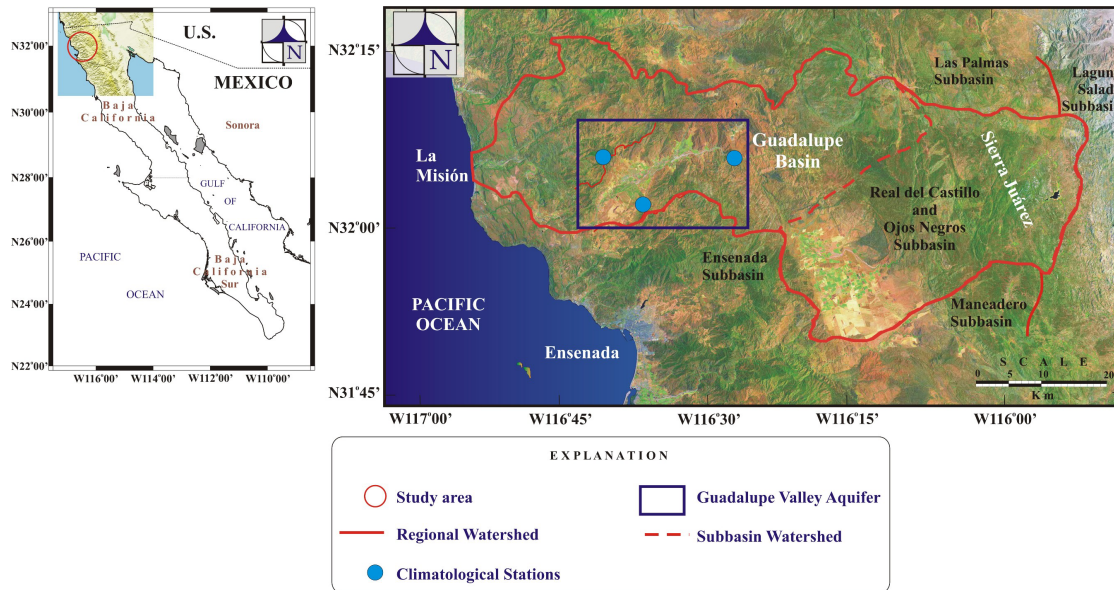 U.S.
N
MEXICO
N32°00'
N30°00'
N28°00'
N26°00'
N24°00'
N22°00'
Baja
California
Sonora
GULF
OF
CALIFORNIA
PACIFIC
OCEAN
Baja
California
Sur
W116°00'
W114°00'
W112°00'
W110°00'
N32°15'
N32°00'
N31°45'
N
Las Palmas
Subbasin
Lagun
Salad
Subbasin
La
Misión
Guadalupe
Basin
Sierra Juárez
Real del Castillo
and
Ojos Negros
Subbasin
Ensenada
Subbasin
Maneadero
Subbasin
PACIFIC
OCEAN
Ensenada
S C A L E
0 5 10 20
K m
W117°00'
W116°45'
W116°30'
W116°15'
W116°00'
EXPLANATION
Study area
Guadalupe Valley Aquifer
Regional Watershed
Subbasin Watershed
Climatological Stations